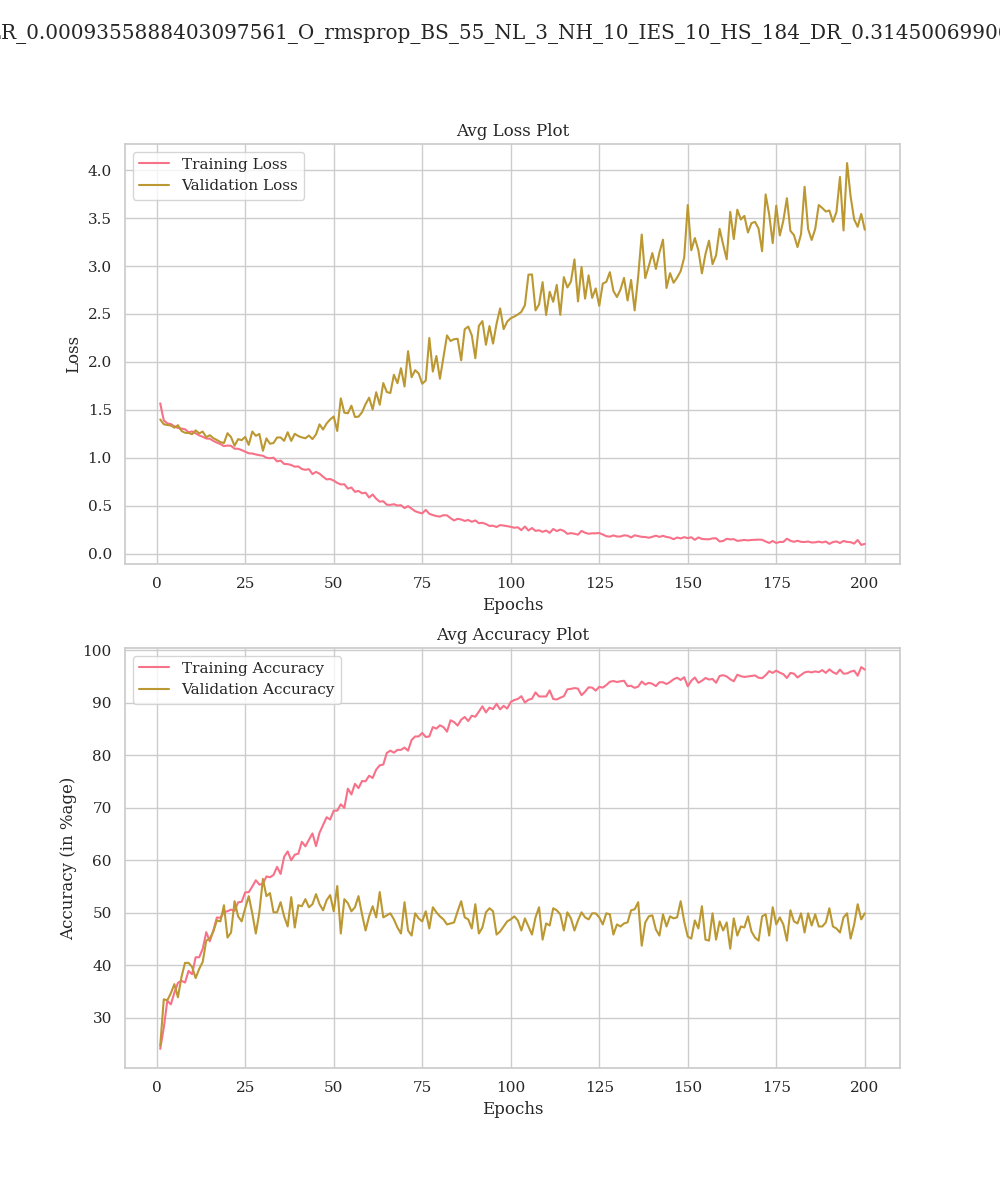 R_0.0009355888403097561_O_rmsprop_BS_55_NL_3_NH_10_IES_10_HS_184_DR_0.3145006990
Avg Loss Plot
Training Loss
Validation Loss
4.0
3.5
3.0
2.5
2.0
1.5
1.0
0.5
0.0
Loss
0 25 50 75 100 125 150 175 200
Epochs
Avg Accuracy Plot
Training Accuracy
Validation Accuracy
100
90
80
70
60
50
40
30
Accuracy (in %age)
0 25 50 75 100 125 150 175 200
Epochs